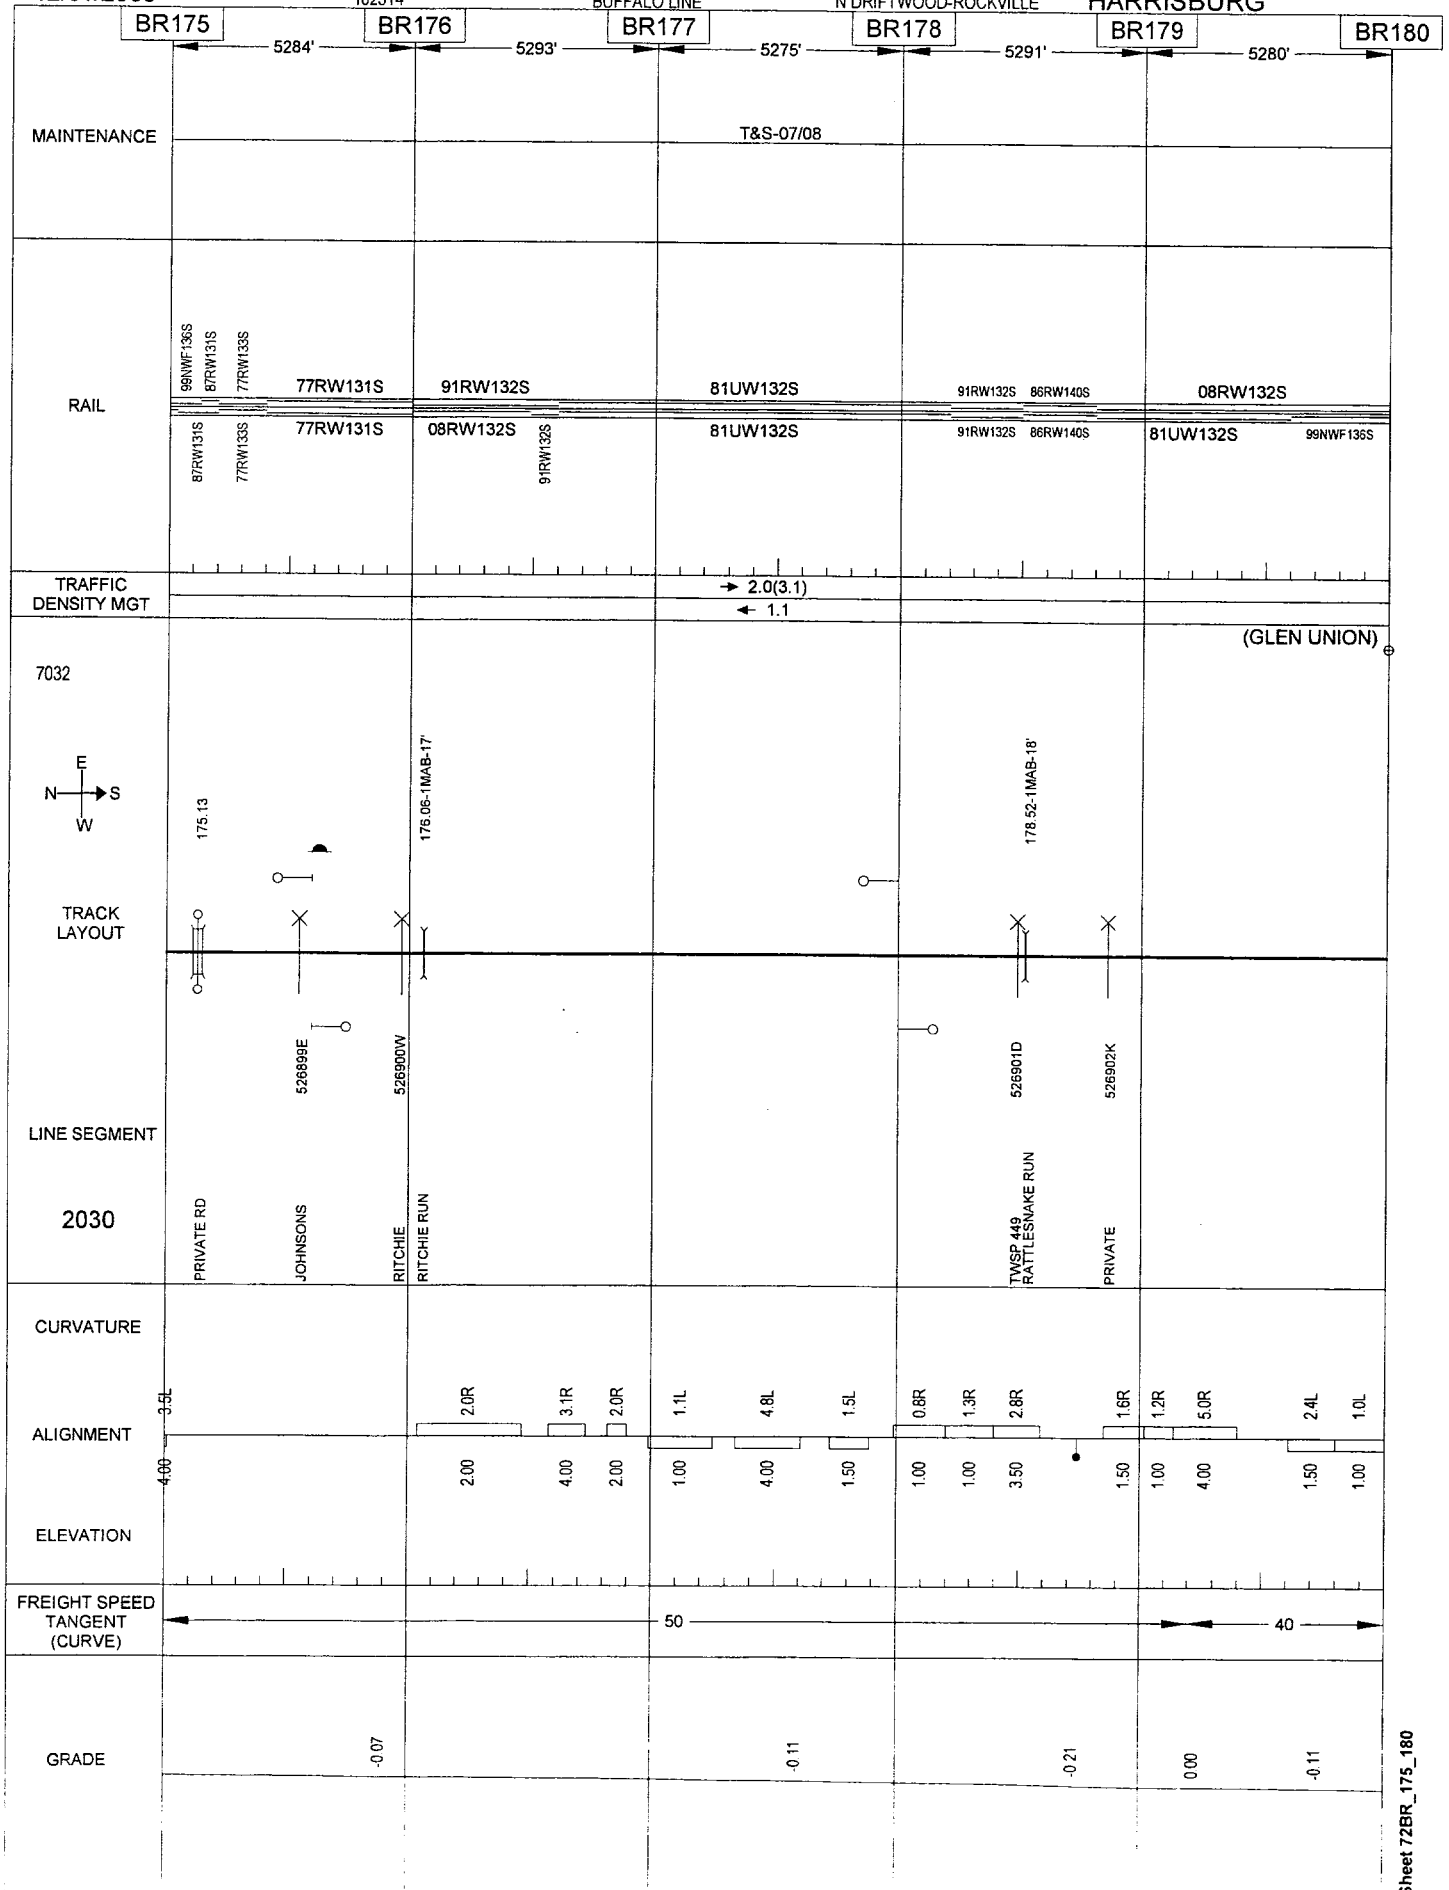 BUFFALO LINE N DRIFTWOOD-ROCKVILLE HARRISBURG
BR175 BR176 BR177 BR178 BR179 BR180
5284' 5293' 5275' 5291' 5280'
MAINTENANCE
T&S-07/08
RAIL
99NWF136S 87RW131S 77RW133S
77RW131S 91RW132S 81UW132S 91RW132S 86RW140S 08RW132S
77RW131S 08RW132S 81UW132S 91RW132S 86RW140S 81UW132S 99NWF136S
87RW131S 77RW133S 91RW132S
TRAFFIC
DENSITY MGT
→ 2.0(3.1)
← 1.1
(GLEN UNION)
7032
E
N S
W
175.13
176.06-1MAB-17'
178.52-1MAB-18'
TRACK
LAYOUT
526899E
526900W
526901D
526902K
LINE SEGMENT
2030
PRIVATE RD
JOHNSONS
RITCHIE
RITCHIE RUN
TWSP 449
RATTLESNAKE RUN
PRIVATE
CURVATURE
3.5L 2.0R 3.1R 2.0R 1.1L 4.8L 1.5L 0.8R 1.3R 2.8R 1.6R 1.2R 5.0R 2.4L 1.0L
ALIGNMENT
4.00 2.00 4.00 2.00 1.00 4.00 1.50 1.00 1.00 3.50 1.50 1.00 4.00 1.50 1.00
ELEVATION
FREIGHT SPEED
TANGENT
(CURVE)
50 40
GRADE
-0.07 -0.11 -0.21 0.00 -0.11
Sheet 72BR_175_180